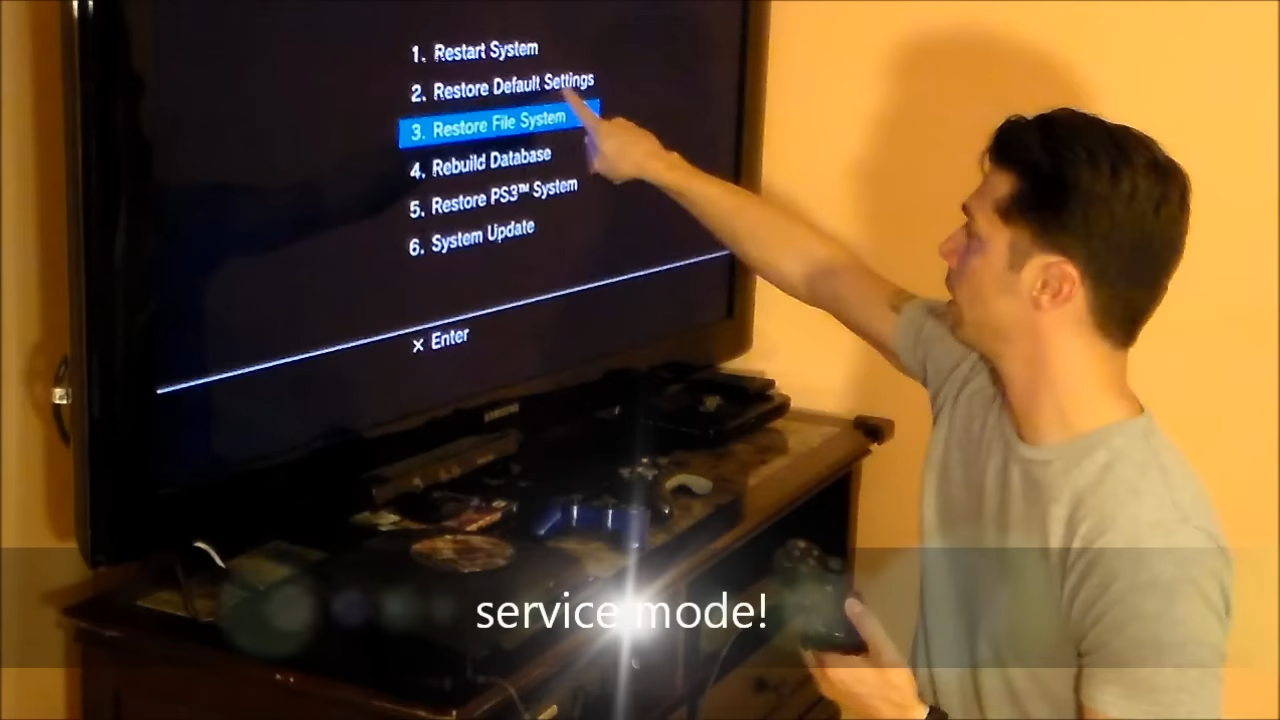 1. Restart System
2. Restore Default Settings
3. Restore File System
4. Rebuild Database
5. Restore PS3™ System
6. System Update
× Enter
SAMSUNG
service mode!